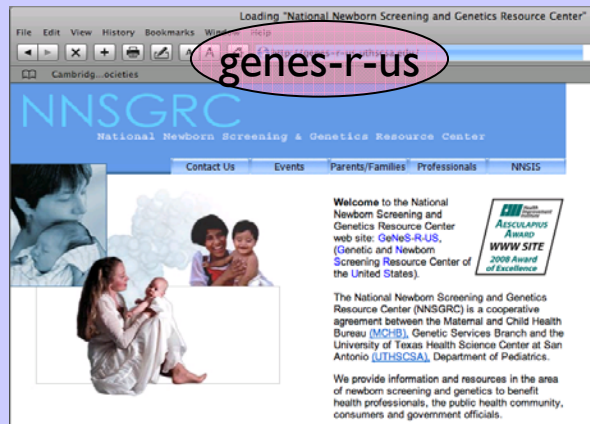 Loading "National Newborn Screening and Genetics Resource Center"
File Edit View History Bookmarks Window Help
genes-r-us
Cambridg...ocieties
NNSGRC
National Newborn Screening & Genetics Resource Center
Contact Us Events Parents/Families Professionals NNSIS
Welcome to the National
Newborn Screening and
Genetics Resource Center
web site: GeNeS-R-US,
(Genetic and Newborn
Screening Resource Center of
the United States).
Health
Improvement
Institute
AESCULAPIUS
AWARD
WWW SITE
2008 Award
of Excellence
The National Newborn Screening and Genetics
Resource Center (NNSGRC) is a cooperative
agreement between the Maternal and Child Health
Bureau (MCHB), Genetic Services Branch and the
University of Texas Health Science Center at San
Antonio (UTHSCSA), Department of Pediatrics.
We provide information and resources in the area
of newborn screening and genetics to benefit
health professionals, the public health community,
consumers and government officials.